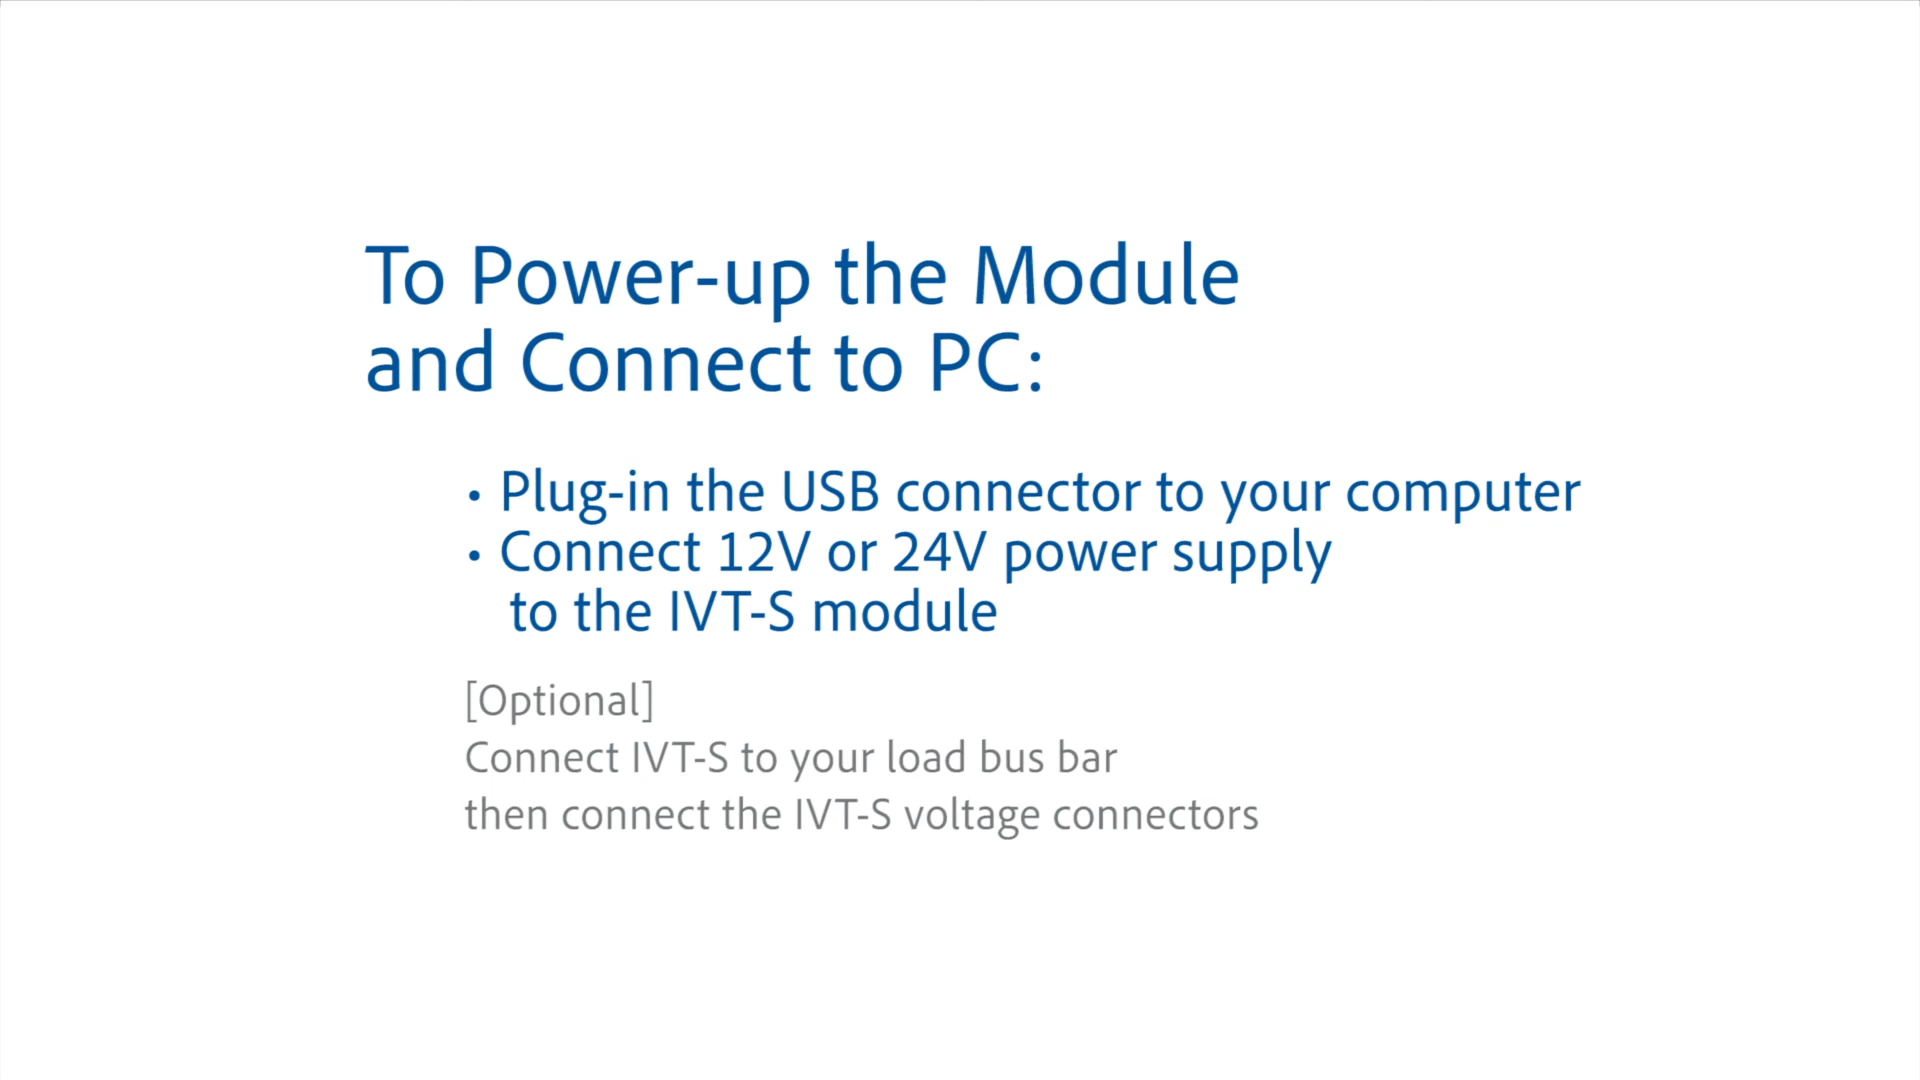 To Power-up the Module
and Connect to PC:
• Plug-in the USB connector to your computer
• Connect 12V or 24V power supply
to the IVT-S module
[Optional]
Connect IVT-S to your load bus bar
then connect the IVT-S voltage connectors